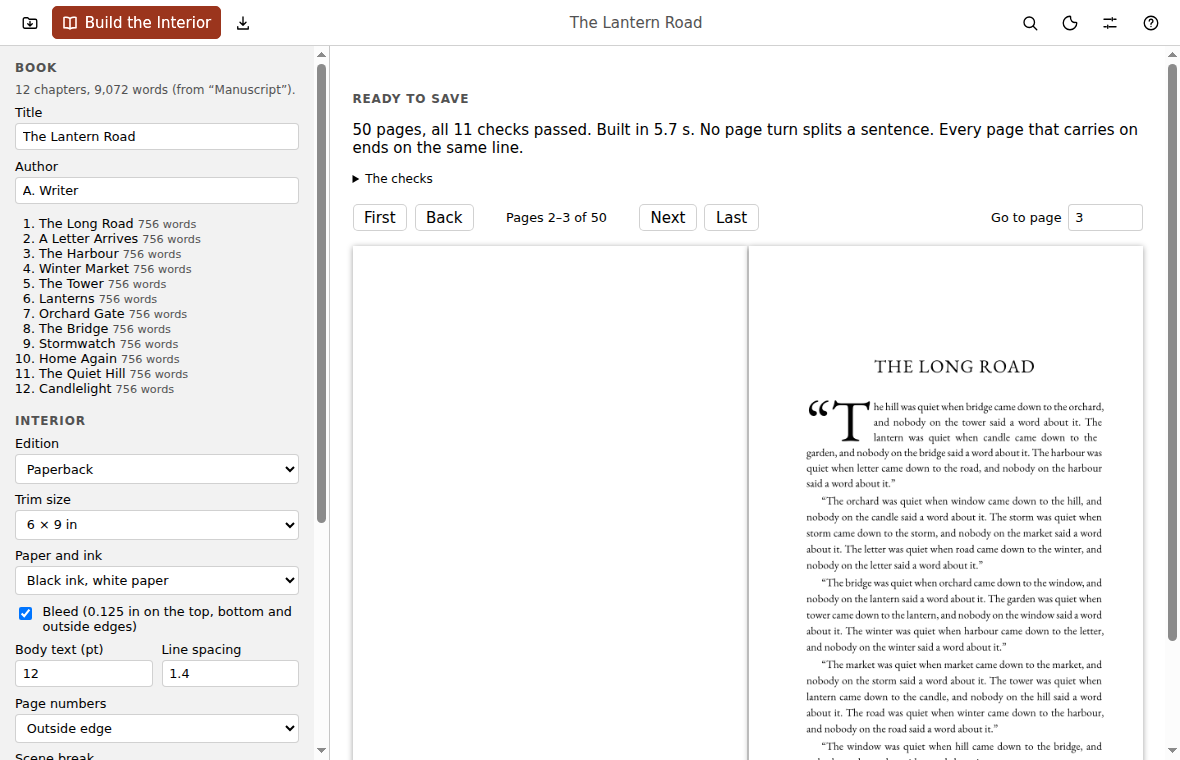 Build the Interior
The Lantern Road
BOOK
12 chapters, 9,072 words (from “Manuscript”).
Title
The Lantern Road
Author
A. Writer
1. The Long Road 756 words
2. A Letter Arrives 756 words
3. The Harbour 756 words
4. Winter Market 756 words
5. The Tower 756 words
6. Lanterns 756 words
7. Orchard Gate 756 words
8. The Bridge 756 words
9. Stormwatch 756 words
10. Home Again 756 words
11. The Quiet Hill 756 words
12. Candlelight 756 words
INTERIOR
Edition
Paperback
Trim size
6 × 9 in
Paper and ink
Black ink, white paper
Bleed (0.125 in on the top, bottom and
outside edges)
Body text (pt)
Line spacing
12
1.4
Page numbers
Outside edge
Scene break
READY TO SAVE
50 pages, all 11 checks passed. Built in 5.7 s. No page turn splits a sentence. Every page that carries on
ends on the same line.
The checks
First
Back
Pages 2–3 of 50
Next
Last
Go to page
3
THE LONG ROAD
“The hill was quiet when bridge came down to the orchard,
and nobody on the tower said a word about it. The
lantern was quiet when candle came down to the
garden, and nobody on the bridge said a word about it. The harbour was
quiet when letter came down to the road, and nobody on the harbour
said a word about it.”
“The orchard was quiet when window came down to the hill, and
nobody on the candle said a word about it. The storm was quiet when
storm came down to the storm, and nobody on the market said a word
about it. The letter was quiet when road came down to the winter, and
nobody on the letter said a word about it.”
“The bridge was quiet when orchard came down to the window, and
nobody on the lantern said a word about it. The garden was quiet when
tower came down to the lantern, and nobody on the window said a word
about it. The winter was quiet when harbour came down to the letter,
and nobody on the winter said a word about it.”
“The market was quiet when market came down to the market, and
nobody on the storm said a word about it. The tower was quiet when
lantern came down to the candle, and nobody on the hill said a word
about it. The road was quiet when winter came down to the harbour,
and nobody on the road said a word about it.”
“The window was quiet when hill came down to the bridge, and